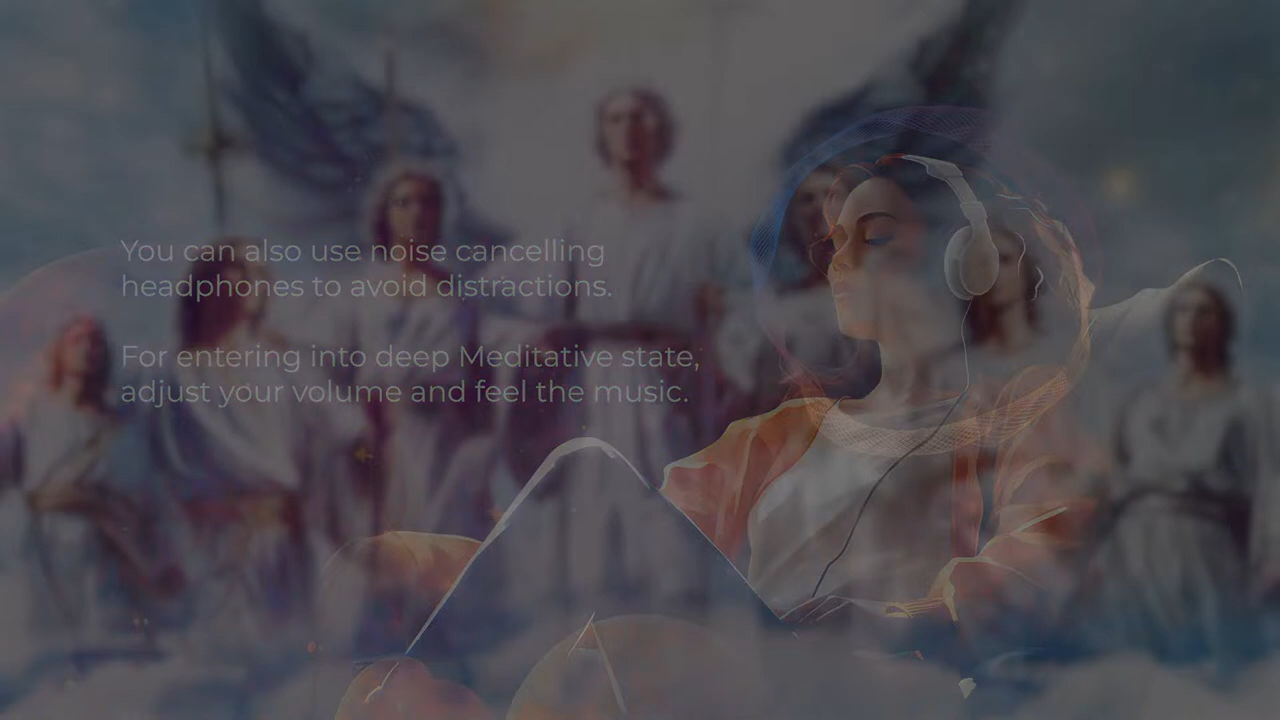 You can also use noise cancelling
headphones to avoid distractions.
For entering into deep Meditative state,
adjust your volume and feel the music.